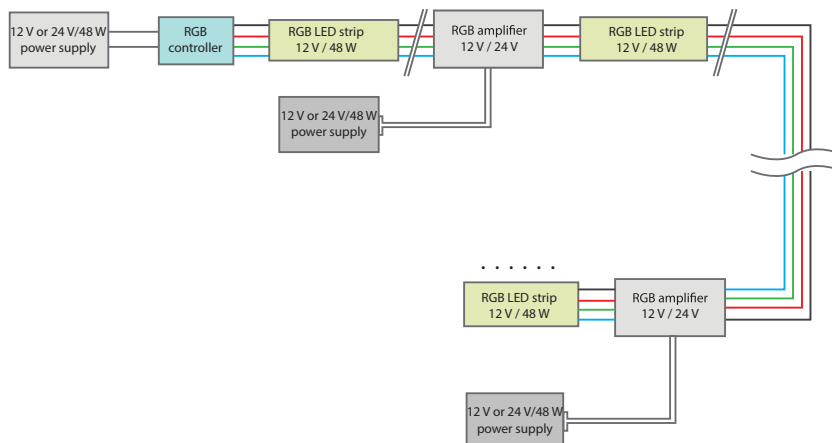 12 V or 24 V/48 W
power supply
RGB
controller
RGB LED strip
12 V / 48 W
RGB amplifier
12 V / 24 V
RGB LED strip
12 V / 48 W
12 V or 24 V/48 W
power supply
. . . . . .
RGB LED strip
12 V / 48 W
RGB amplifier
12 V / 24 V
12 V or 24 V/48 W
power supply